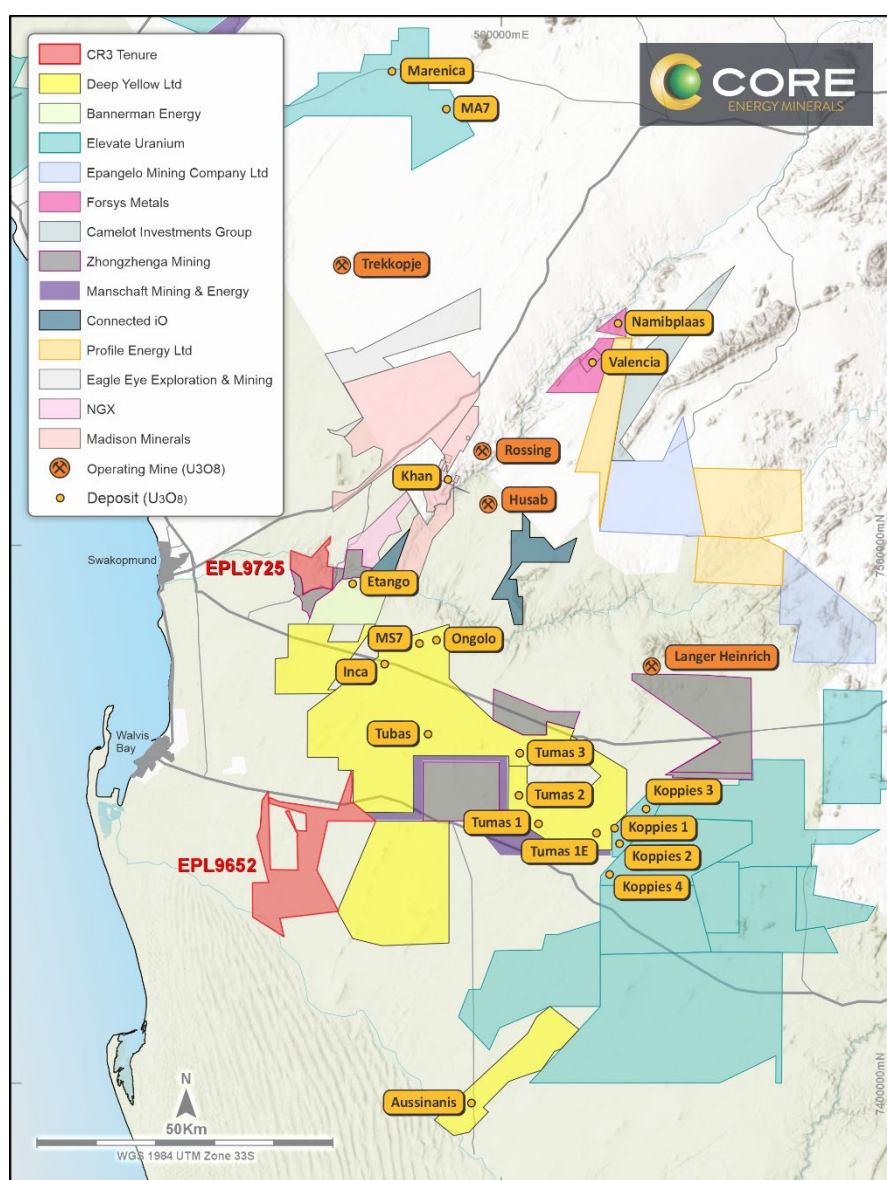 500000mE
CR3 Tenure
Deep Yellow Ltd
Bannerman Energy
Elevate Uranium
Epangelo Mining Company Ltd
Forsys Metals
Camelot Investments Group
Zhongzhenga Mining
Manschaft Mining & Energy
Connected iO
Profile Energy Ltd
Eagle Eye Exploration & Mining
NGX
Madison Minerals
Operating Mine (U3O8)
Deposit (U3O8)
CORE
ENERGY MINERALS
Marenica
MA7
Trekkopje
Namibplaas
Valencia
Rossing
Khan
Husab
Swakopmund
EPL9725
7500000mN
Etango
MS7
Ongolo
Inca
Langer Heinrich
Walvis
Bay
Tubas
Tumas 3
Tumas 2
Koppies 3
Tumas 1
Koppies 1
Tumas 1E
Koppies 2
EPL9652
Koppies 4
Aussinanis
7400000mN
N
50Km
WGS 1984 UTM Zone 33S